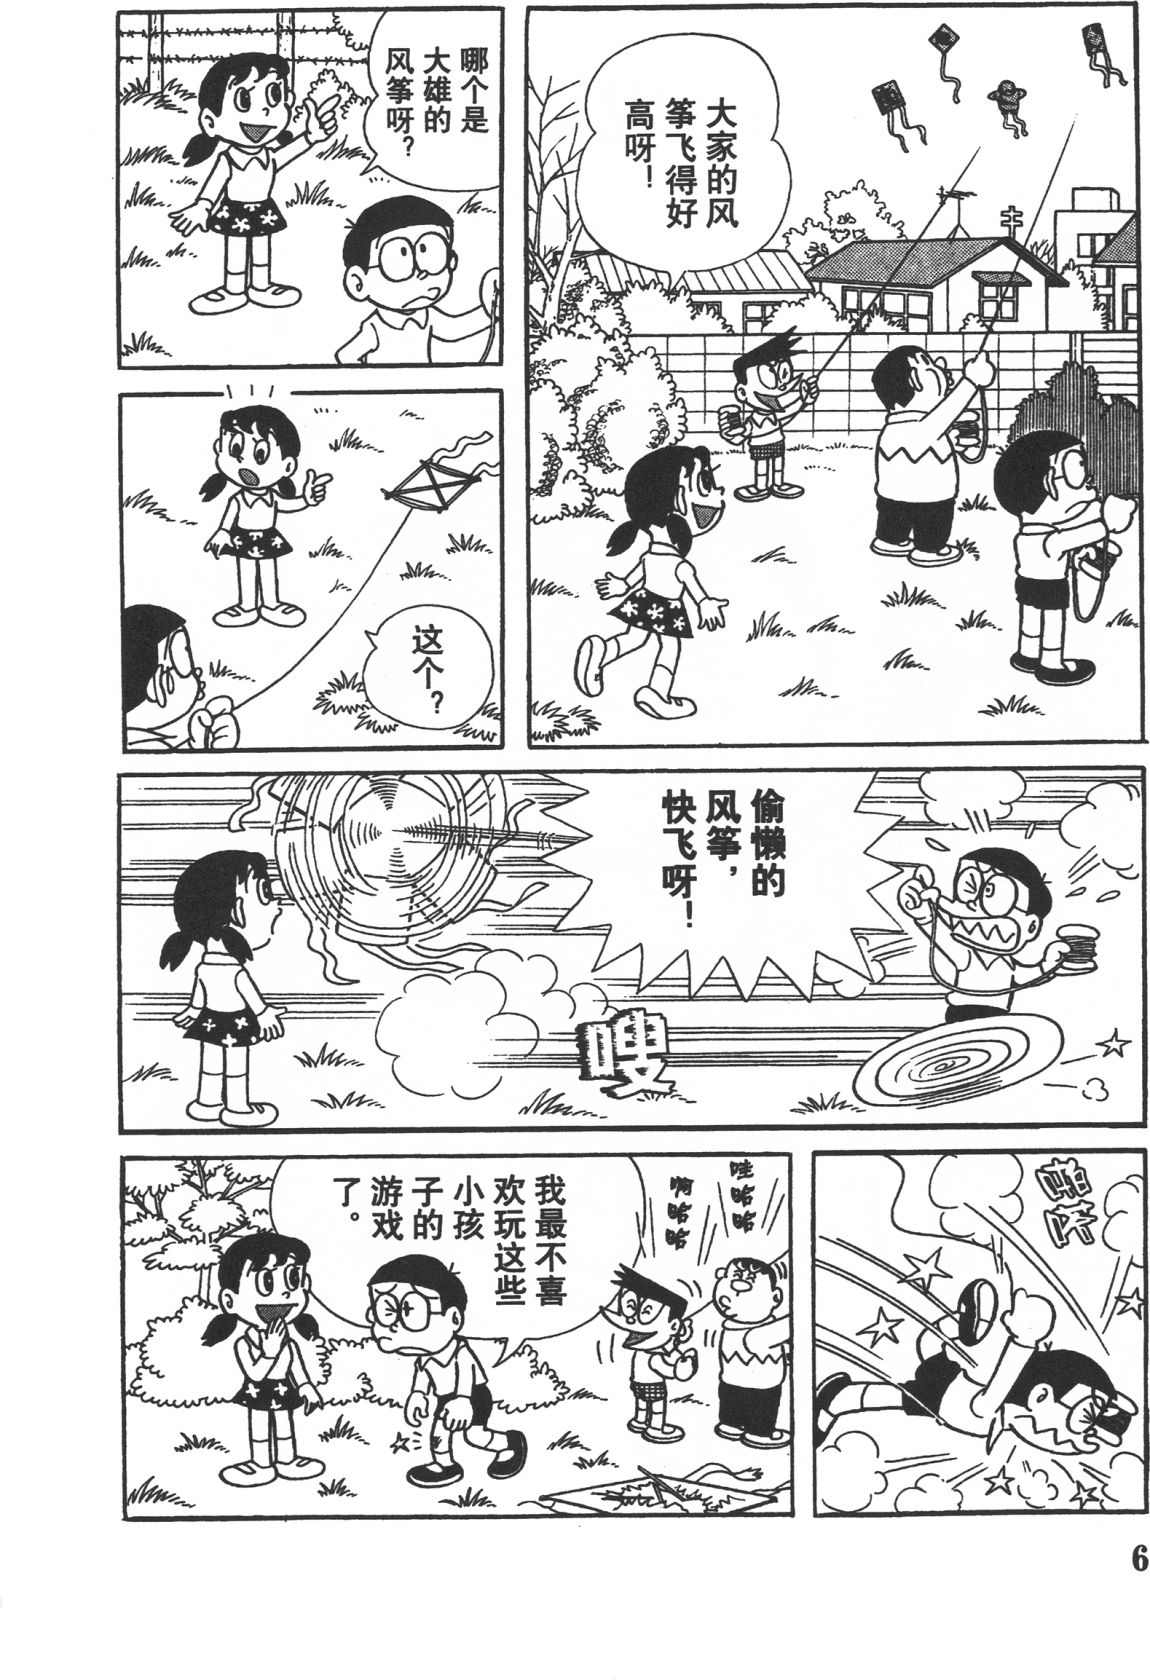 大家的风
筝飞得好
高呀！
哪个是
大雄的
风筝呀？
这个？
偷懒的
风筝，
快飞呀！
啪
哇哈哈
啊哈哈
我最不喜
欢玩这些
小孩
子的
游戏
了。
6